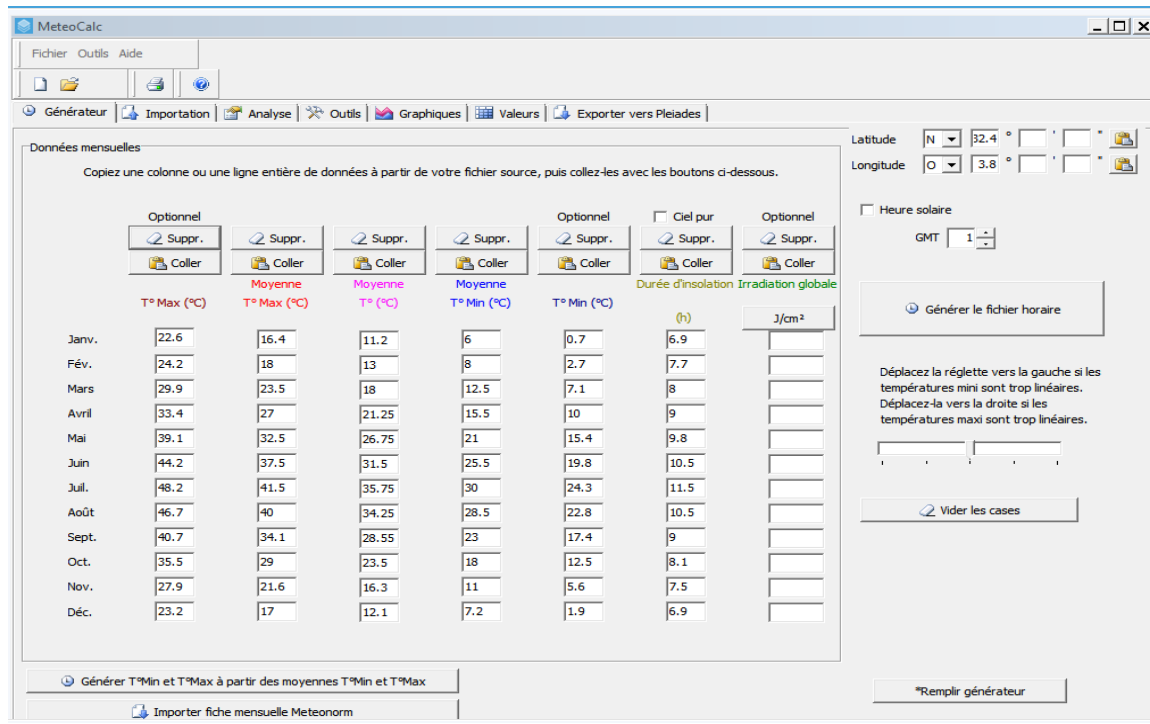 MeteoCalc
Fichier Outils Aide
Générateur Importation Analyse Outils Graphiques Valeurs Exporter vers Pleiades
Données mensuelles
Copiez une colonne ou une ligne entière de données à partir de votre fichier source, puis collez-les avec les boutons ci-dessous.
Latitude N 32.4 ° ' "
Longitude O 3.8 ° ' "
Optionnel Optionnel Ciel pur Optionnel
Suppr. Suppr. Suppr. Suppr. Suppr. Suppr. Suppr.
Coller Coller Coller Coller Coller Coller Coller
Heure solaire
GMT 1
Moyenne Moyenne Moyenne Durée d'insolation Irradiation globale
T° Max (°C) T° Max (°C) T° (°C) T° Min (°C) T° Min (°C)
(h) J/cm²
Générer le fichier horaire
Janv. 22.6 16.4 11.2 6 0.7 6.9
Fév. 24.2 18 13 8 2.7 7.7
Mars 29.9 23.5 18 12.5 7.1 8
Avril 33.4 27 21.25 15.5 10 9
Mai 39.1 32.5 26.75 21 15.4 9.8
Juin 44.2 37.5 31.5 25.5 19.8 10.5
Juil. 48.2 41.5 35.75 30 24.3 11.5
Août 46.7 40 34.25 28.5 22.8 10.5
Sept. 40.7 34.1 28.55 23 17.4 9
Oct. 35.5 29 23.5 18 12.5 8.1
Nov. 27.9 21.6 16.3 11 5.6 7.5
Déc. 23.2 17 12.1 7.2 1.9 6.9
Déplacez la réglette vers la gauche si les
températures mini sont trop linéaires.
Déplacez-la vers la droite si les
températures maxi sont trop linéaires.
Vider les cases
Générer T°Min et T°Max à partir des moyennes T°Min et T°Max
*Remplir générateur
Importer fiche mensuelle Meteonorm